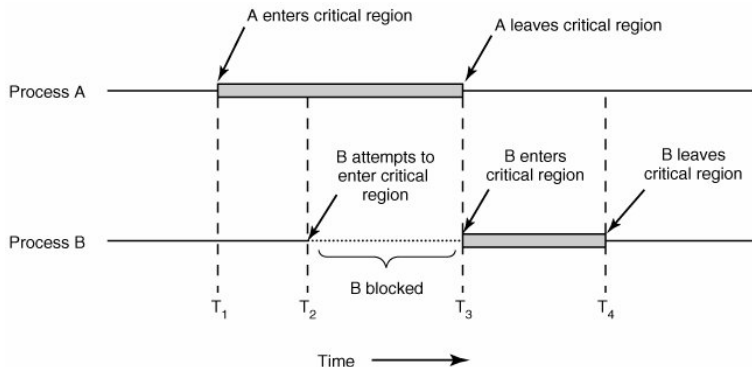 A enters critical region
A leaves critical region
Process A
B attempts to
enter critical
region
B enters
critical region
B leaves
critical region
Process B
B blocked
T₁
T₂
T₃
T₄
Time